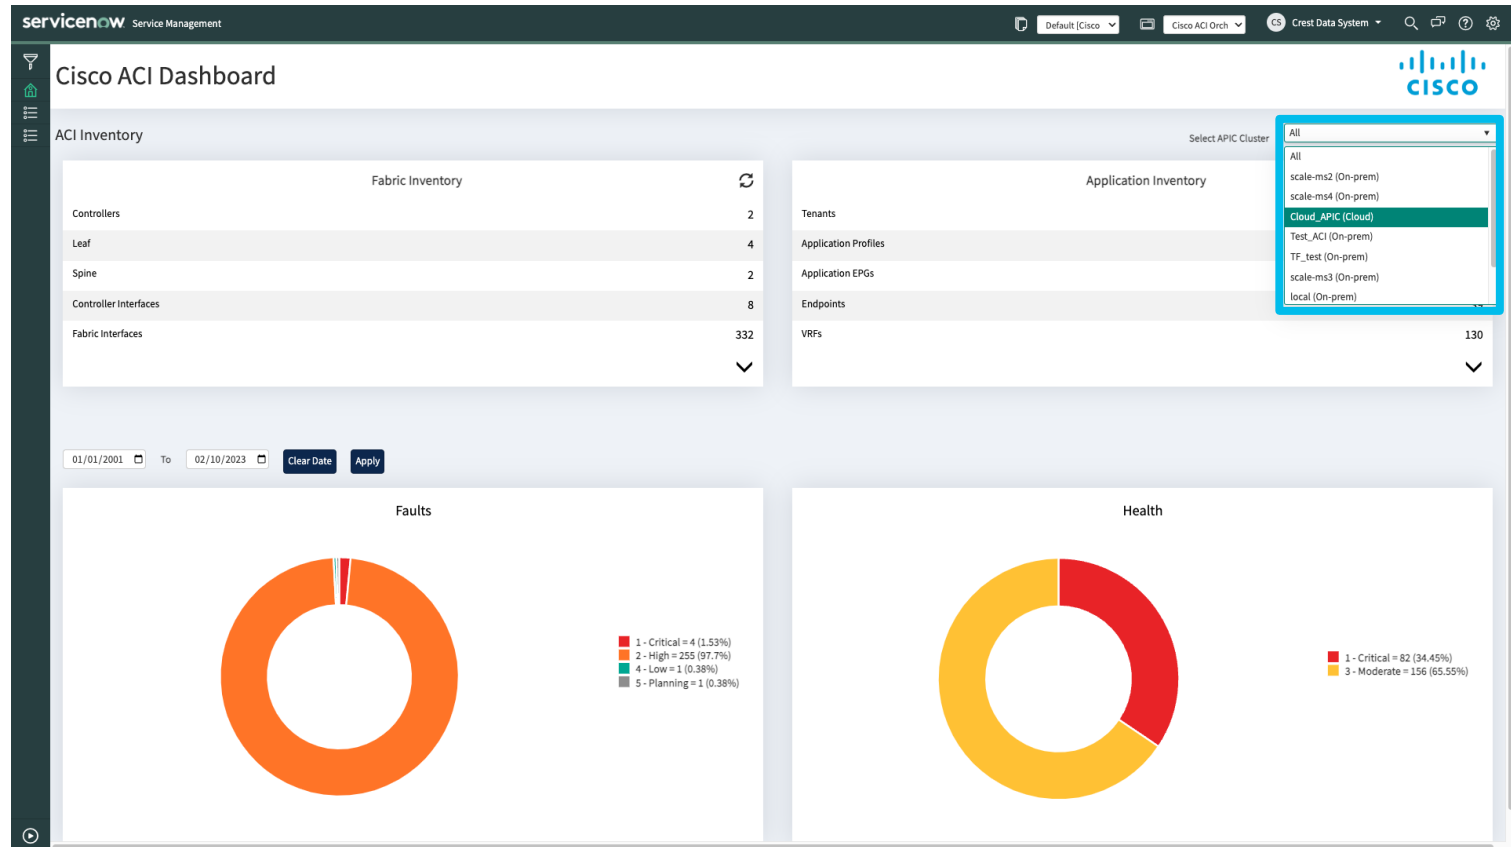 servicenow Service Management
Default [Cisco
Cisco ACI Orch
CS Crest Data System
Cisco ACI Dashboard
CISCO
ACI Inventory
Select APIC Cluster
All
All
scale-ms2 (On-prem)
scale-ms4 (On-prem)
Cloud_APIC (Cloud)
Test_ACI (On-prem)
TF_test (On-prem)
scale-ms3 (On-prem)
local (On-prem)
Fabric Inventory
Controllers 2
Leaf 4
Spine 2
Controller Interfaces 8
Fabric Interfaces 332
Application Inventory
Tenants
Application Profiles
Application EPGs
Endpoints
VRFs 130
01/01/2001 To 02/10/2023 Clear Date Apply
Faults
1 - Critical = 4 (1.53%)
2 - High = 255 (97.7%)
4 - Low = 1 (0.38%)
5 - Planning = 1 (0.38%)
Health
1 - Critical = 82 (34.45%)
3 - Moderate = 156 (65.55%)